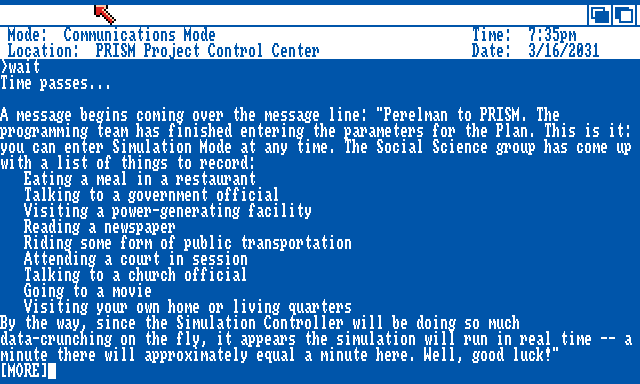 Mode:  Communications Mode Time:  7:35pm
Location:  PRISM Project Control Center Date:  3/16/2031
>wait
Time passes...
A message begins coming over the message line: "Perelman to PRISM. The
programming team has finished entering the parameters for the Plan. This is it:
you can enter Simulation Mode at any time. The Social Science group has come up
with a list of things to record:
Eating a meal in a restaurant
Talking to a government official
Visiting a power-generating facility
Reading a newspaper
Riding some form of public transportation
Attending a court in session
Talking to a church official
Going to a movie
Visiting your own home or living quarters
By the way, since the Simulation Controller will be doing so much
data-crunching on the fly, it appears the simulation will run in real time -- a
minute there will approximately equal a minute here. Well, good luck!"
[MORE]